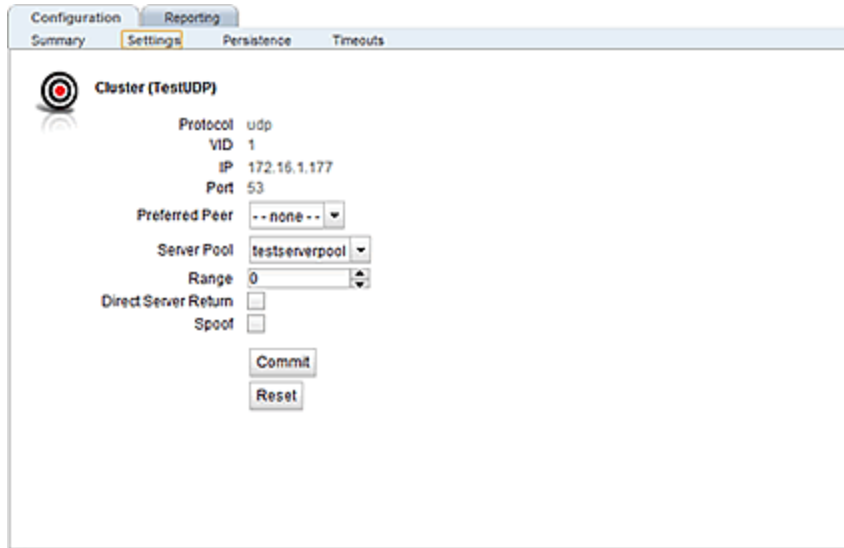 Configuration Reporting
Summary Settings Persistence Timeouts
Cluster (TestUDP)
Protocol udp
VID 1
IP 172.16.1.177
Port 53
Preferred Peer - - none - -
Server Pool testserverpool
Range 0
Direct Server Return
Spoof
Commit
Reset